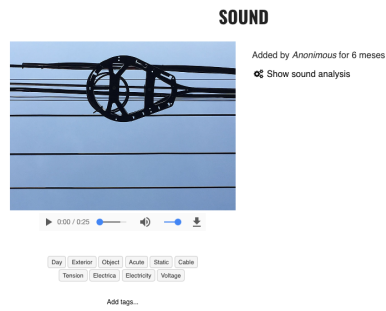 SOUND
Added by Anonimous for 6 meses
Show sound analysis
0:00 / 0:25
Day Exterior Object Acute Static Cable
Tension Electrica Electricity Voltage
Add tags...